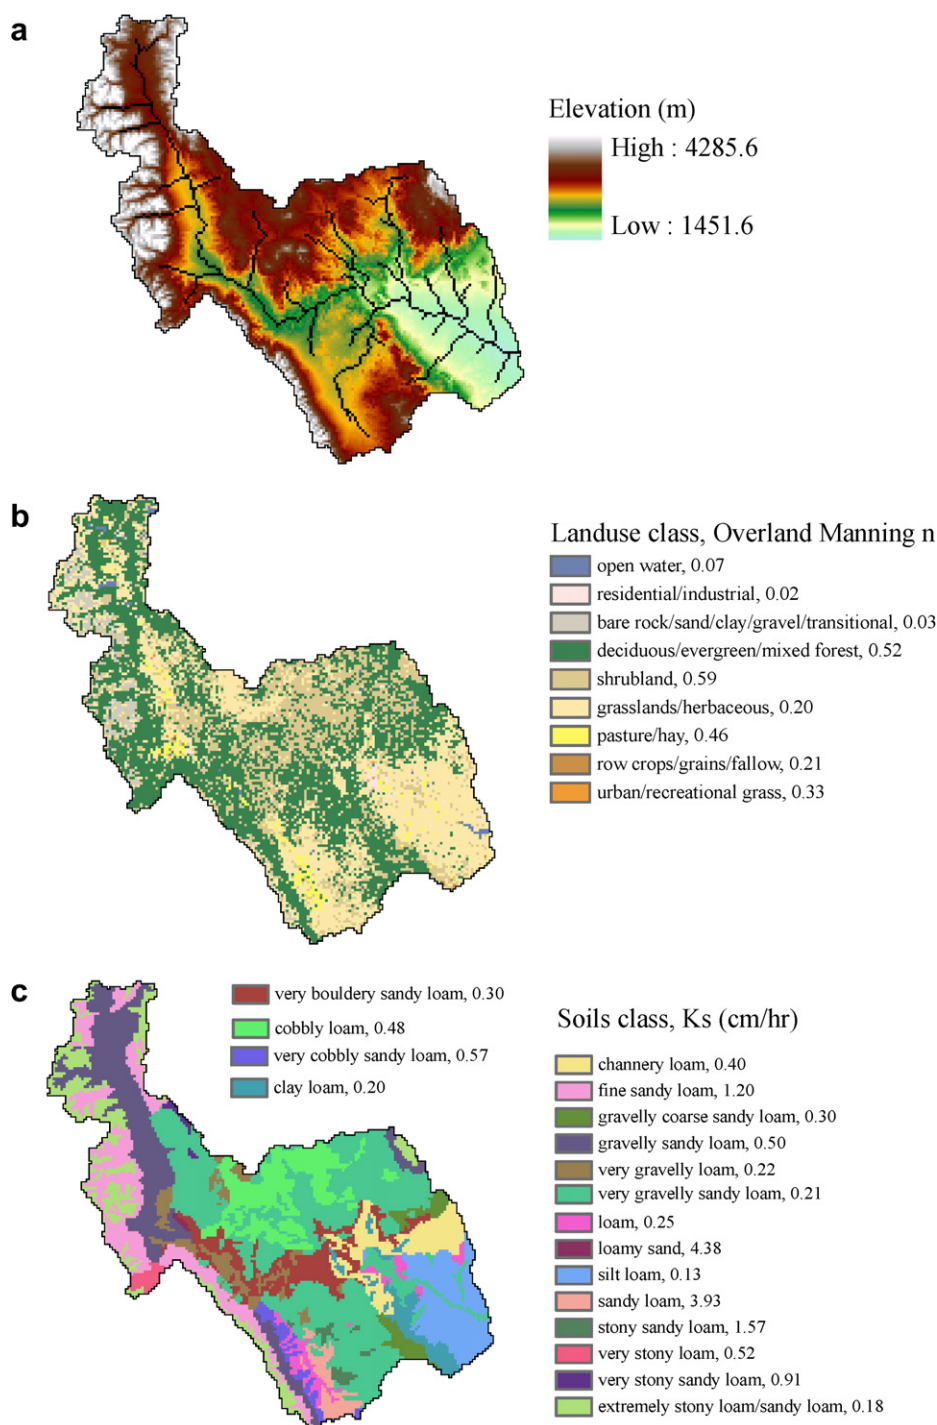 a
Elevation (m)
High : 4285.6
Low : 1451.6
b
Landuse class, Overland Manning n
open water, 0.07
residential/industrial, 0.02
bare rock/sand/clay/gravel/transitional, 0.03
deciduous/evergreen/mixed forest, 0.52
shrubland, 0.59
grasslands/herbaceous, 0.20
pasture/hay, 0.46
row crops/grains/fallow, 0.21
urban/recreational grass, 0.33
c
very bouldery sandy loam, 0.30
cobbly loam, 0.48
very cobbly sandy loam, 0.57
clay loam, 0.20
Soils class, Ks (cm/hr)
channery loam, 0.40
fine sandy loam, 1.20
gravelly coarse sandy loam, 0.30
gravelly sandy loam, 0.50
very gravelly loam, 0.22
very gravelly sandy loam, 0.21
loam, 0.25
loamy sand, 4.38
silt loam, 0.13
sandy loam, 3.93
stony sandy loam, 1.57
very stony loam, 0.52
very stony sandy loam, 0.91
extremely stony loam/sandy loam, 0.18